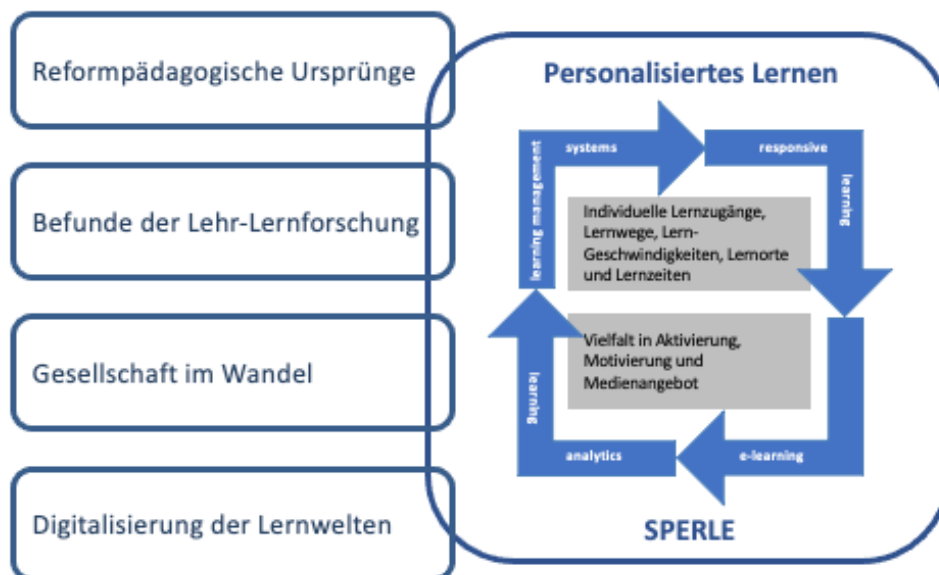 Reformpädagogische Ursprünge
Befunde der Lehr-Lernforschung
Gesellschaft im Wandel
Digitalisierung der Lernwelten
Personalisiertes Lernen
learning management
systems
responsive
learning
Individuelle Lernzugänge,
Lernwege, Lern-
Geschwindigkeiten, Lernorte
und Lernzeiten
Vielfalt in Aktivierung,
Motivierung und
Medienangebot
learning
analytics
e-learning
SPERLE